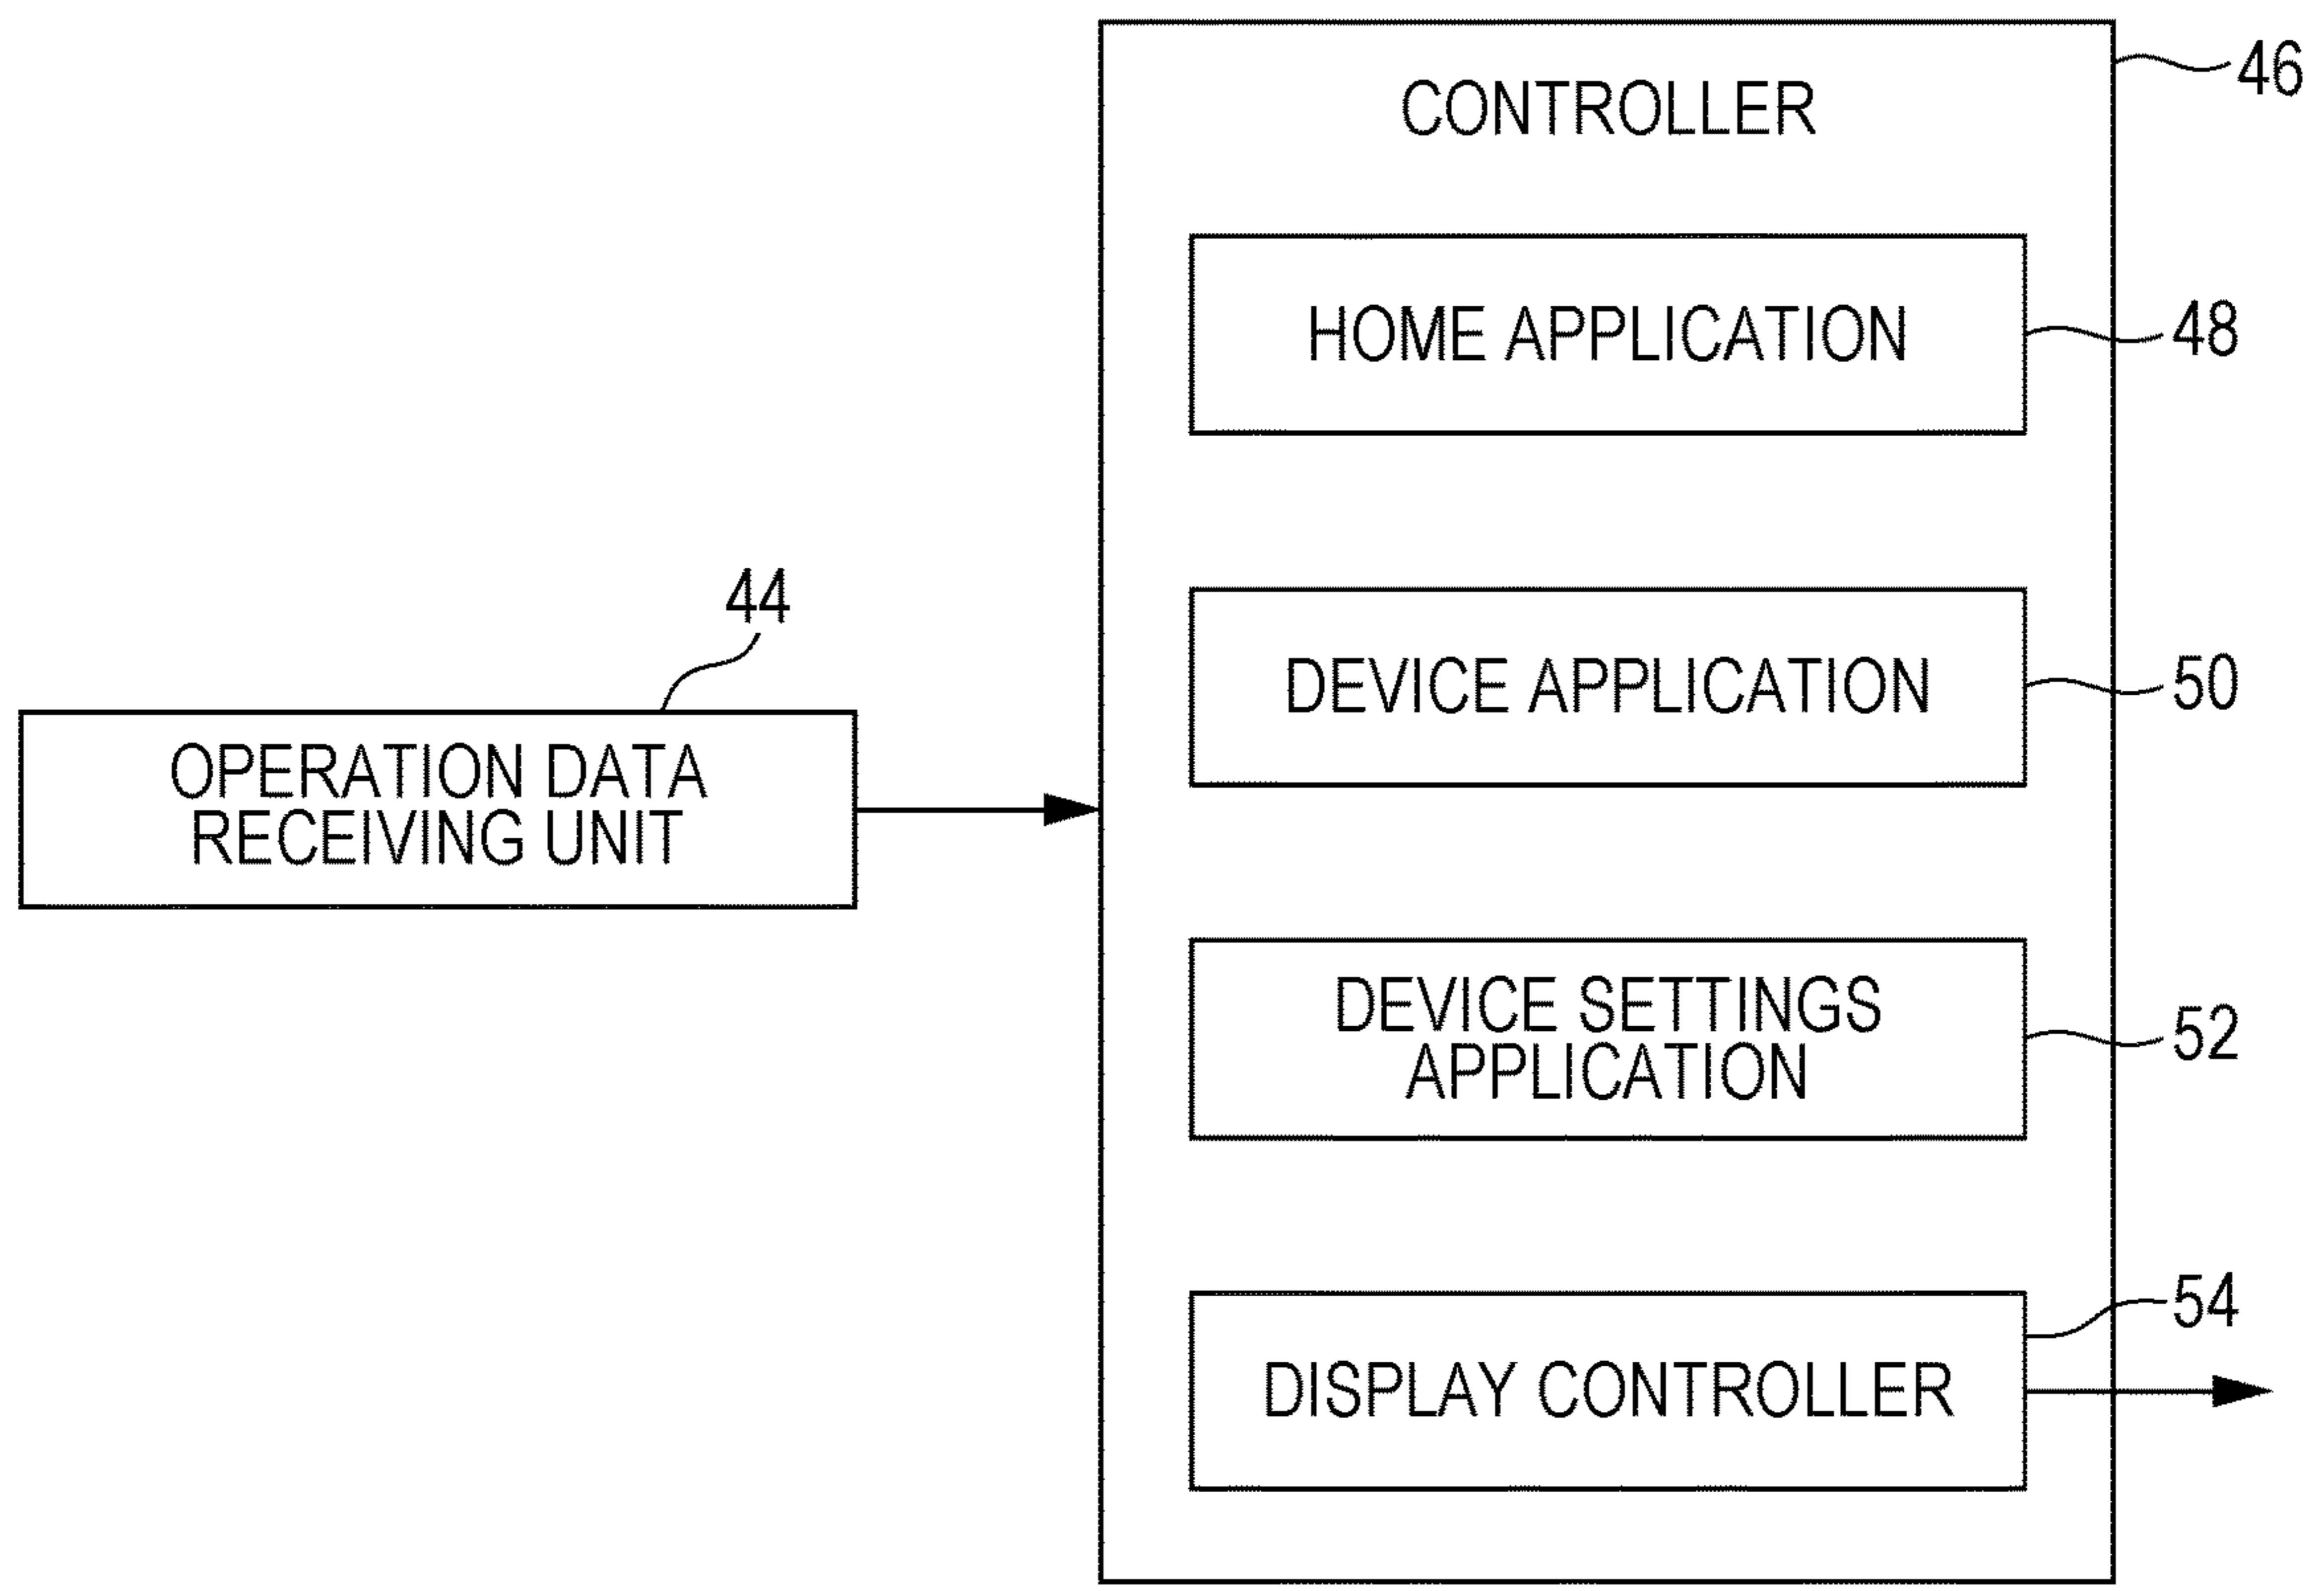 46
CONTROLLER
HOME APPLICATION
48
44
DEVICE APPLICATION
50
OPERATION DATA
RECEIVING UNIT
DEVICE SETTINGS
APPLICATION
52
54
DISPLAY CONTROLLER